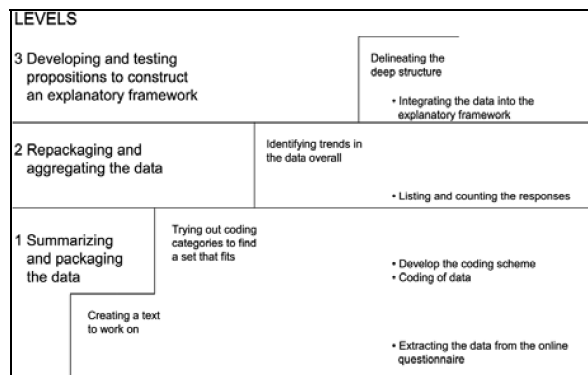 LEVELS
3 Developing and testing
propositions to construct
an explanatory framework
Delineating the
deep structure
• Integrating the data into the
explanatory framework
2 Repackaging and
aggregating the data
Identifying trends in
the data overall
• Listing and counting the responses
1 Summarizing
and packaging
the data
Trying out coding
categories to find
a set that fits
• Develop the coding scheme
• Coding of data
Creating a text
to work on
• Extracting the data from the online
questionnaire